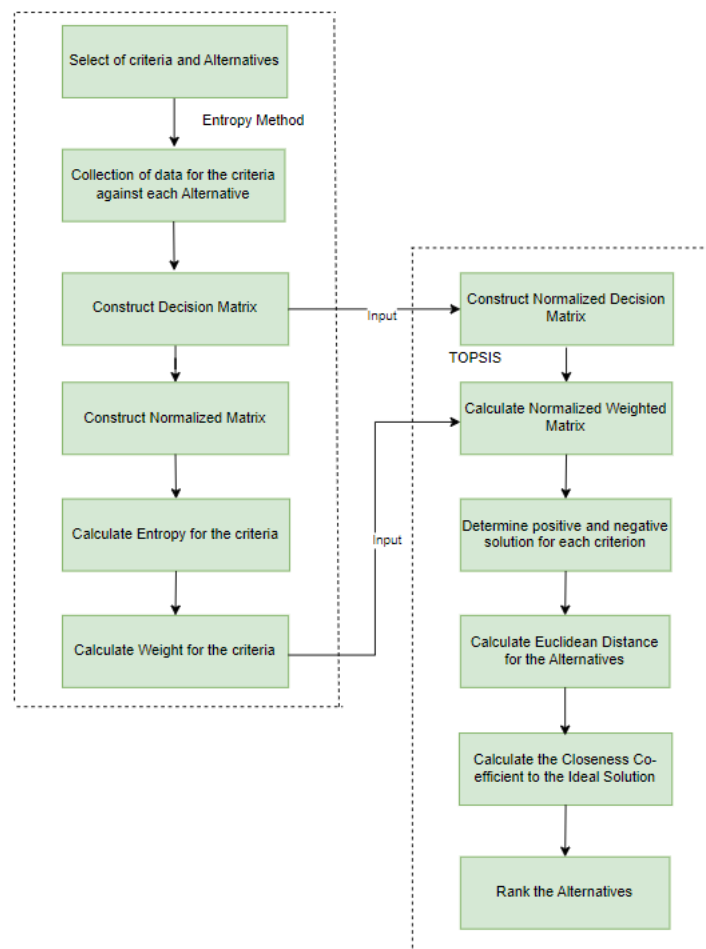 Select of criteria and Alternatives
Entropy Method
Collection of data for the criteria
against each Alternative
Construct Decision Matrix
Input
Construct Normalized Matrix
Calculate Entropy for the criteria
Calculate Weight for the criteria
Input
Construct Normalized Decision
Matrix
TOPSIS
Calculate Normalized Weighted
Matrix
Determine positive and negative
solution for each criterion
Calculate Euclidean Distance
for the Alternatives
Calculate the Closeness Co-
efficient to the Ideal Solution
Rank the Alternatives